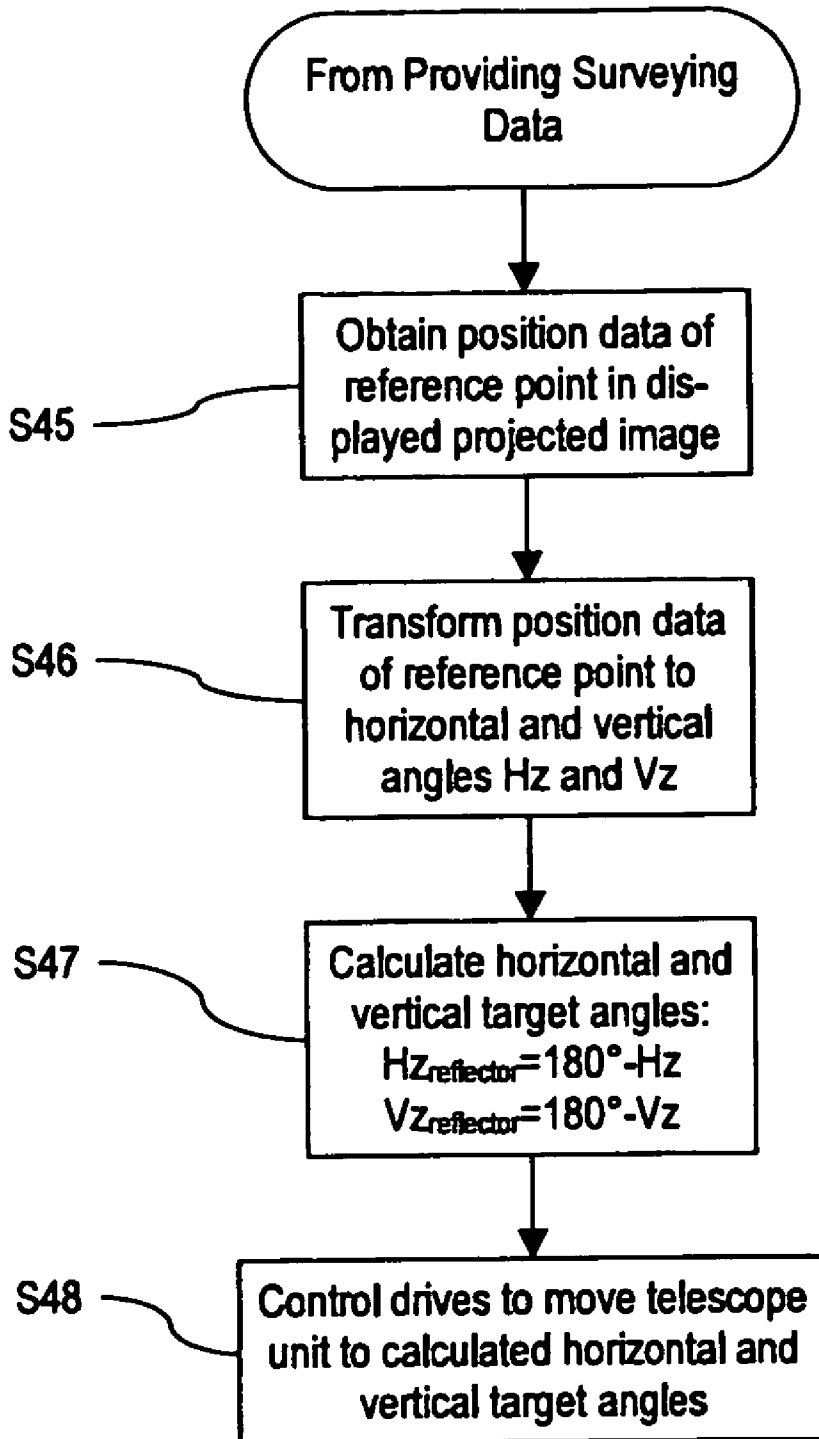 From Providing Surveying
Data
Obtain position data of
reference point in dis-
played projected image
S45
Transform position data
of reference point to
horizontal and vertical
angles Hz and Vz
S46
Calculate horizontal and
vertical target angles:
Hzreflector=180°-Hz
Vzreflector=180°-Vz
S47
Control drives to move telescope
unit to calculated horizontal and
vertical target angles
S48